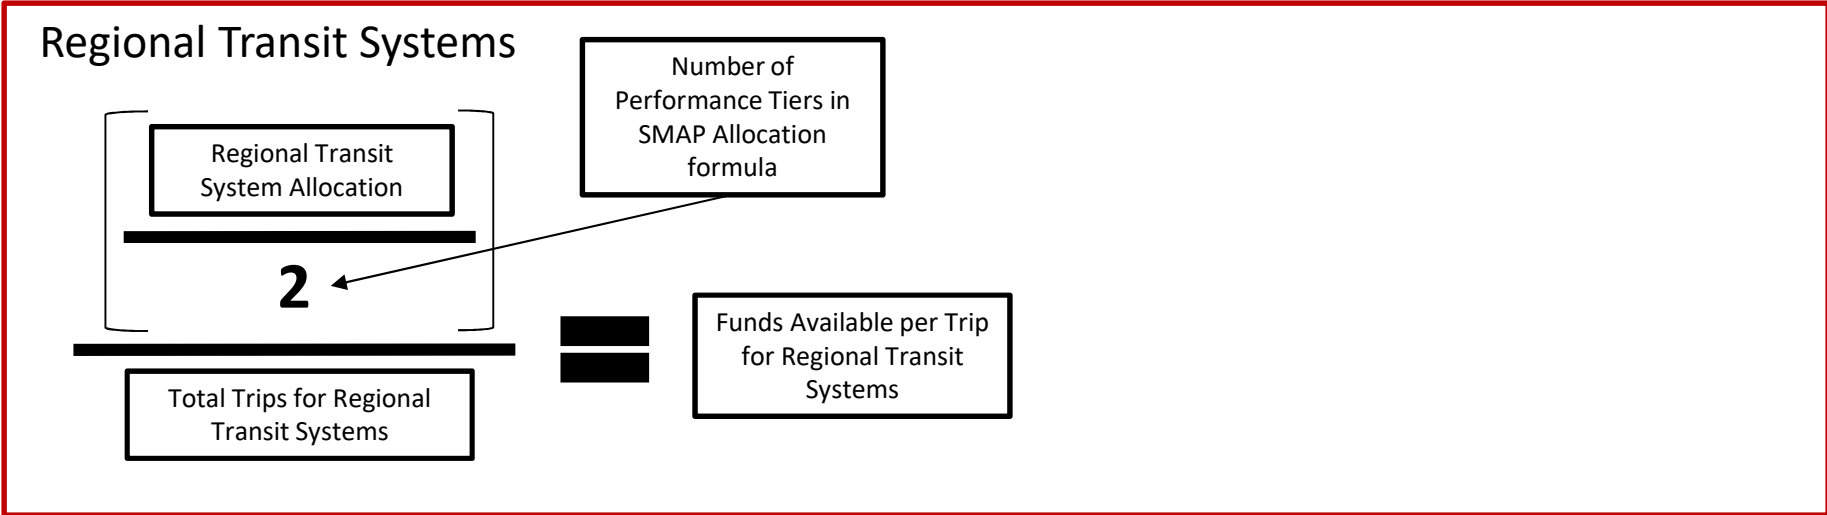 Regional Transit Systems
Number of
Performance Tiers in
SMAP Allocation
formula
Regional Transit
System Allocation
2
Funds Available per Trip
for Regional Transit
Systems
Total Trips for Regional
Transit Systems